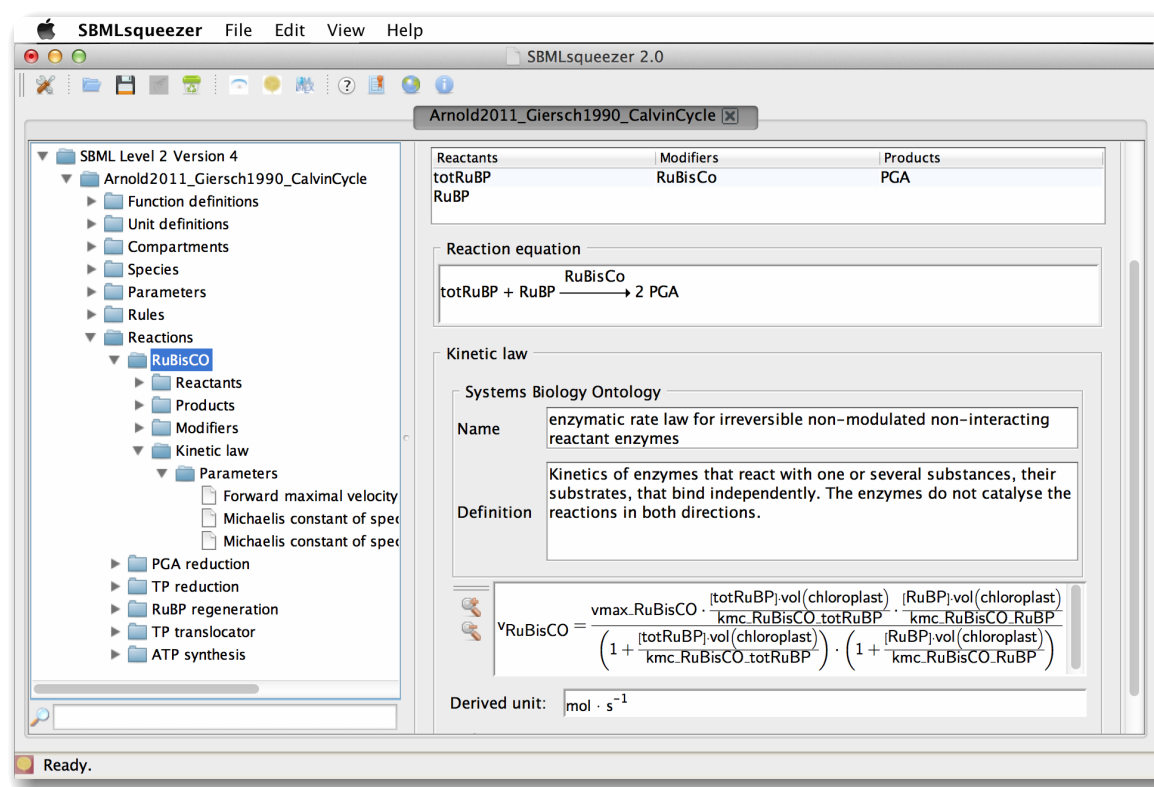 SBMLsqueezer File Edit View Help
SBMLsqueezer 2.0
Arnold2011_Giersch1990_CalvinCycle
SBML Level 2 Version 4
Arnold2011_Giersch1990_CalvinCycle
Function definitions
Unit definitions
Compartments
Species
Parameters
Rules
Reactions
RuBisCO
Reactants
Products
Modifiers
Kinetic law
Parameters
Forward maximal velocity
Michaelis constant of spec
Michaelis constant of spec
PGA reduction
TP reduction
RuBP regeneration
TP translocator
ATP synthesis
Reactants Modifiers Products
totRuBP RuBisCo PGA
RuBP
Reaction equation
RuBisCo
totRuBP + RuBP ⟶ 2 PGA
Kinetic law
Systems Biology Ontology
Name
enzymatic rate law for irreversible non-modulated non-interacting
reactant enzymes
Definition
Kinetics of enzymes that react with one or several substances, their
substrates, that bind independently. The enzymes do not catalyse the
reactions in both directions.
[totRuBP]·vol(chloroplast) [RuBP]·vol(chloroplast)
vmax_RuBisCO · ·
kmc_RuBisCO_totRuBP kmc_RuBisCO_RuBP
vRuBisCO =
[totRuBP]·vol(chloroplast) [RuBP]·vol(chloroplast)
(1 + ) · (1 + )
kmc_RuBisCO_totRuBP kmc_RuBisCO_RuBP
Derived unit: mol · s⁻¹
Ready.